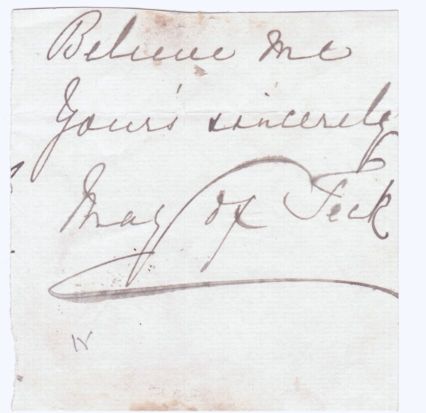 Believe me
Yours sincerely
May of Teck